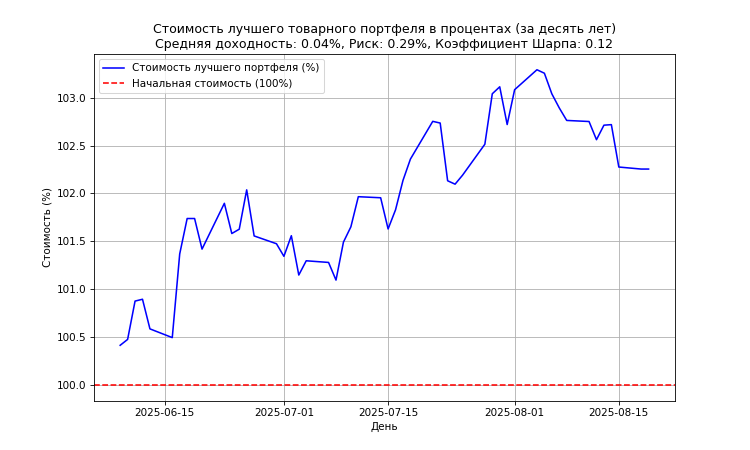 Стоимость лучшего товарного портфеля в процентах (за десять лет)
Средняя доходность: 0.04%, Риск: 0.29%, Коэффициент Шарпа: 0.12
Стоимость лучшего портфеля (%)
Начальная стоимость (100%)
Стоимость (%)
103.0
102.5
102.0
101.5
101.0
100.5
100.0
2025-06-15
2025-07-01
2025-07-15
2025-08-01
2025-08-15
День